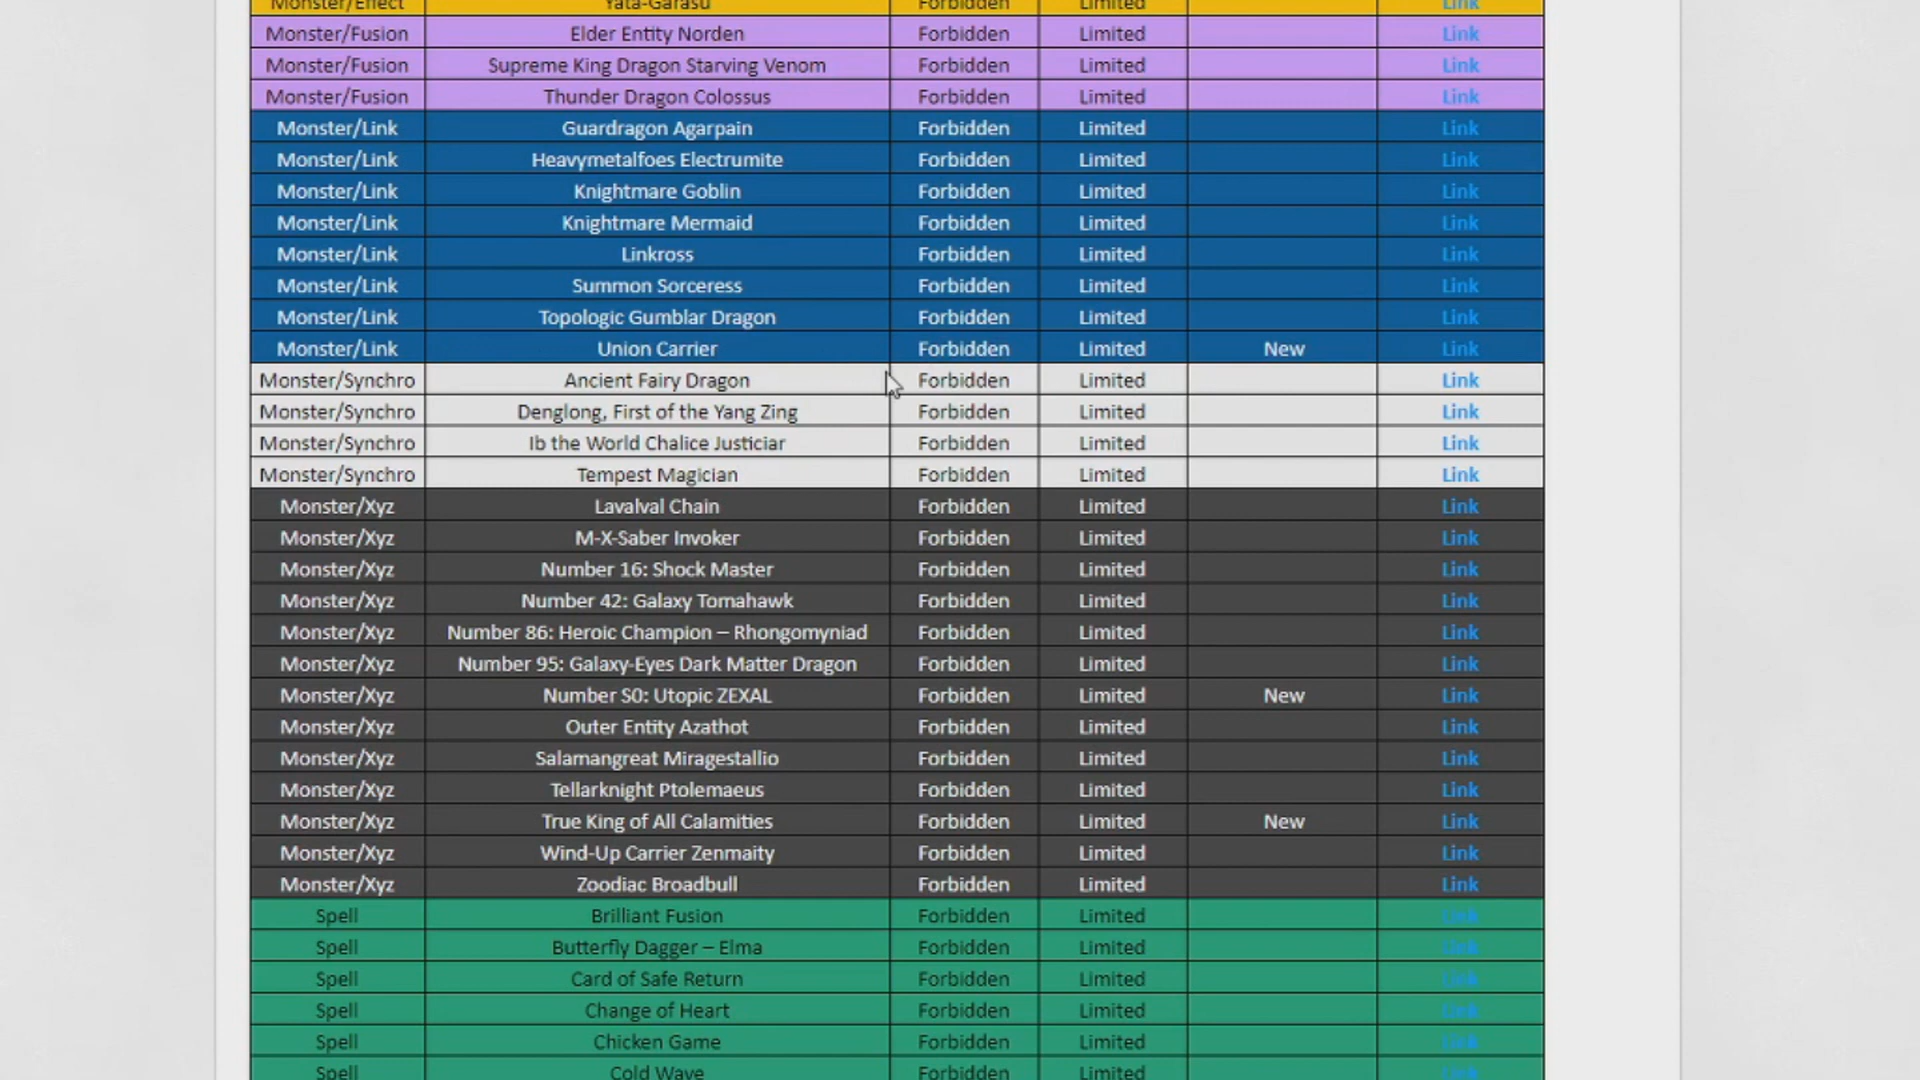 Monster/Effect Yata-Garasu Forbidden Limited Link
Monster/Fusion Elder Entity Norden Forbidden Limited Link
Monster/Fusion Supreme King Dragon Starving Venom Forbidden Limited Link
Monster/Fusion Thunder Dragon Colossus Forbidden Limited Link
Monster/Link Guardragon Agarpain Forbidden Limited Link
Monster/Link Heavymetalfoes Electrumite Forbidden Limited Link
Monster/Link Knightmare Goblin Forbidden Limited Link
Monster/Link Knightmare Mermaid Forbidden Limited Link
Monster/Link Linkross Forbidden Limited Link
Monster/Link Summon Sorceress Forbidden Limited Link
Monster/Link Topologic Gumblar Dragon Forbidden Limited Link
Monster/Link Union Carrier Forbidden Limited New Link
Monster/Synchro Ancient Fairy Dragon Forbidden Limited Link
Monster/Synchro Denglong, First of the Yang Zing Forbidden Limited Link
Monster/Synchro Ib the World Chalice Justiciar Forbidden Limited Link
Monster/Synchro Tempest Magician Forbidden Limited Link
Monster/Xyz Lavalval Chain Forbidden Limited Link
Monster/Xyz M-X-Saber Invoker Forbidden Limited Link
Monster/Xyz Number 16: Shock Master Forbidden Limited Link
Monster/Xyz Number 42: Galaxy Tomahawk Forbidden Limited Link
Monster/Xyz Number 86: Heroic Champion – Rhongomyniad Forbidden Limited Link
Monster/Xyz Number 95: Galaxy-Eyes Dark Matter Dragon Forbidden Limited Link
Monster/Xyz Number S0: Utopic ZEXAL Forbidden Limited New Link
Monster/Xyz Outer Entity Azathot Forbidden Limited Link
Monster/Xyz Salamangreat Miragestallio Forbidden Limited Link
Monster/Xyz Tellarknight Ptolemaeus Forbidden Limited Link
Monster/Xyz True King of All Calamities Forbidden Limited New Link
Monster/Xyz Wind-Up Carrier Zenmaity Forbidden Limited Link
Monster/Xyz Zoodiac Broadbull Forbidden Limited Link
Spell Brilliant Fusion Forbidden Limited Link
Spell Butterfly Dagger – Elma Forbidden Limited Link
Spell Card of Safe Return Forbidden Limited Link
Spell Change of Heart Forbidden Limited Link
Spell Chicken Game Forbidden Limited Link
Spell Cold Wave Forbidden Limited Link